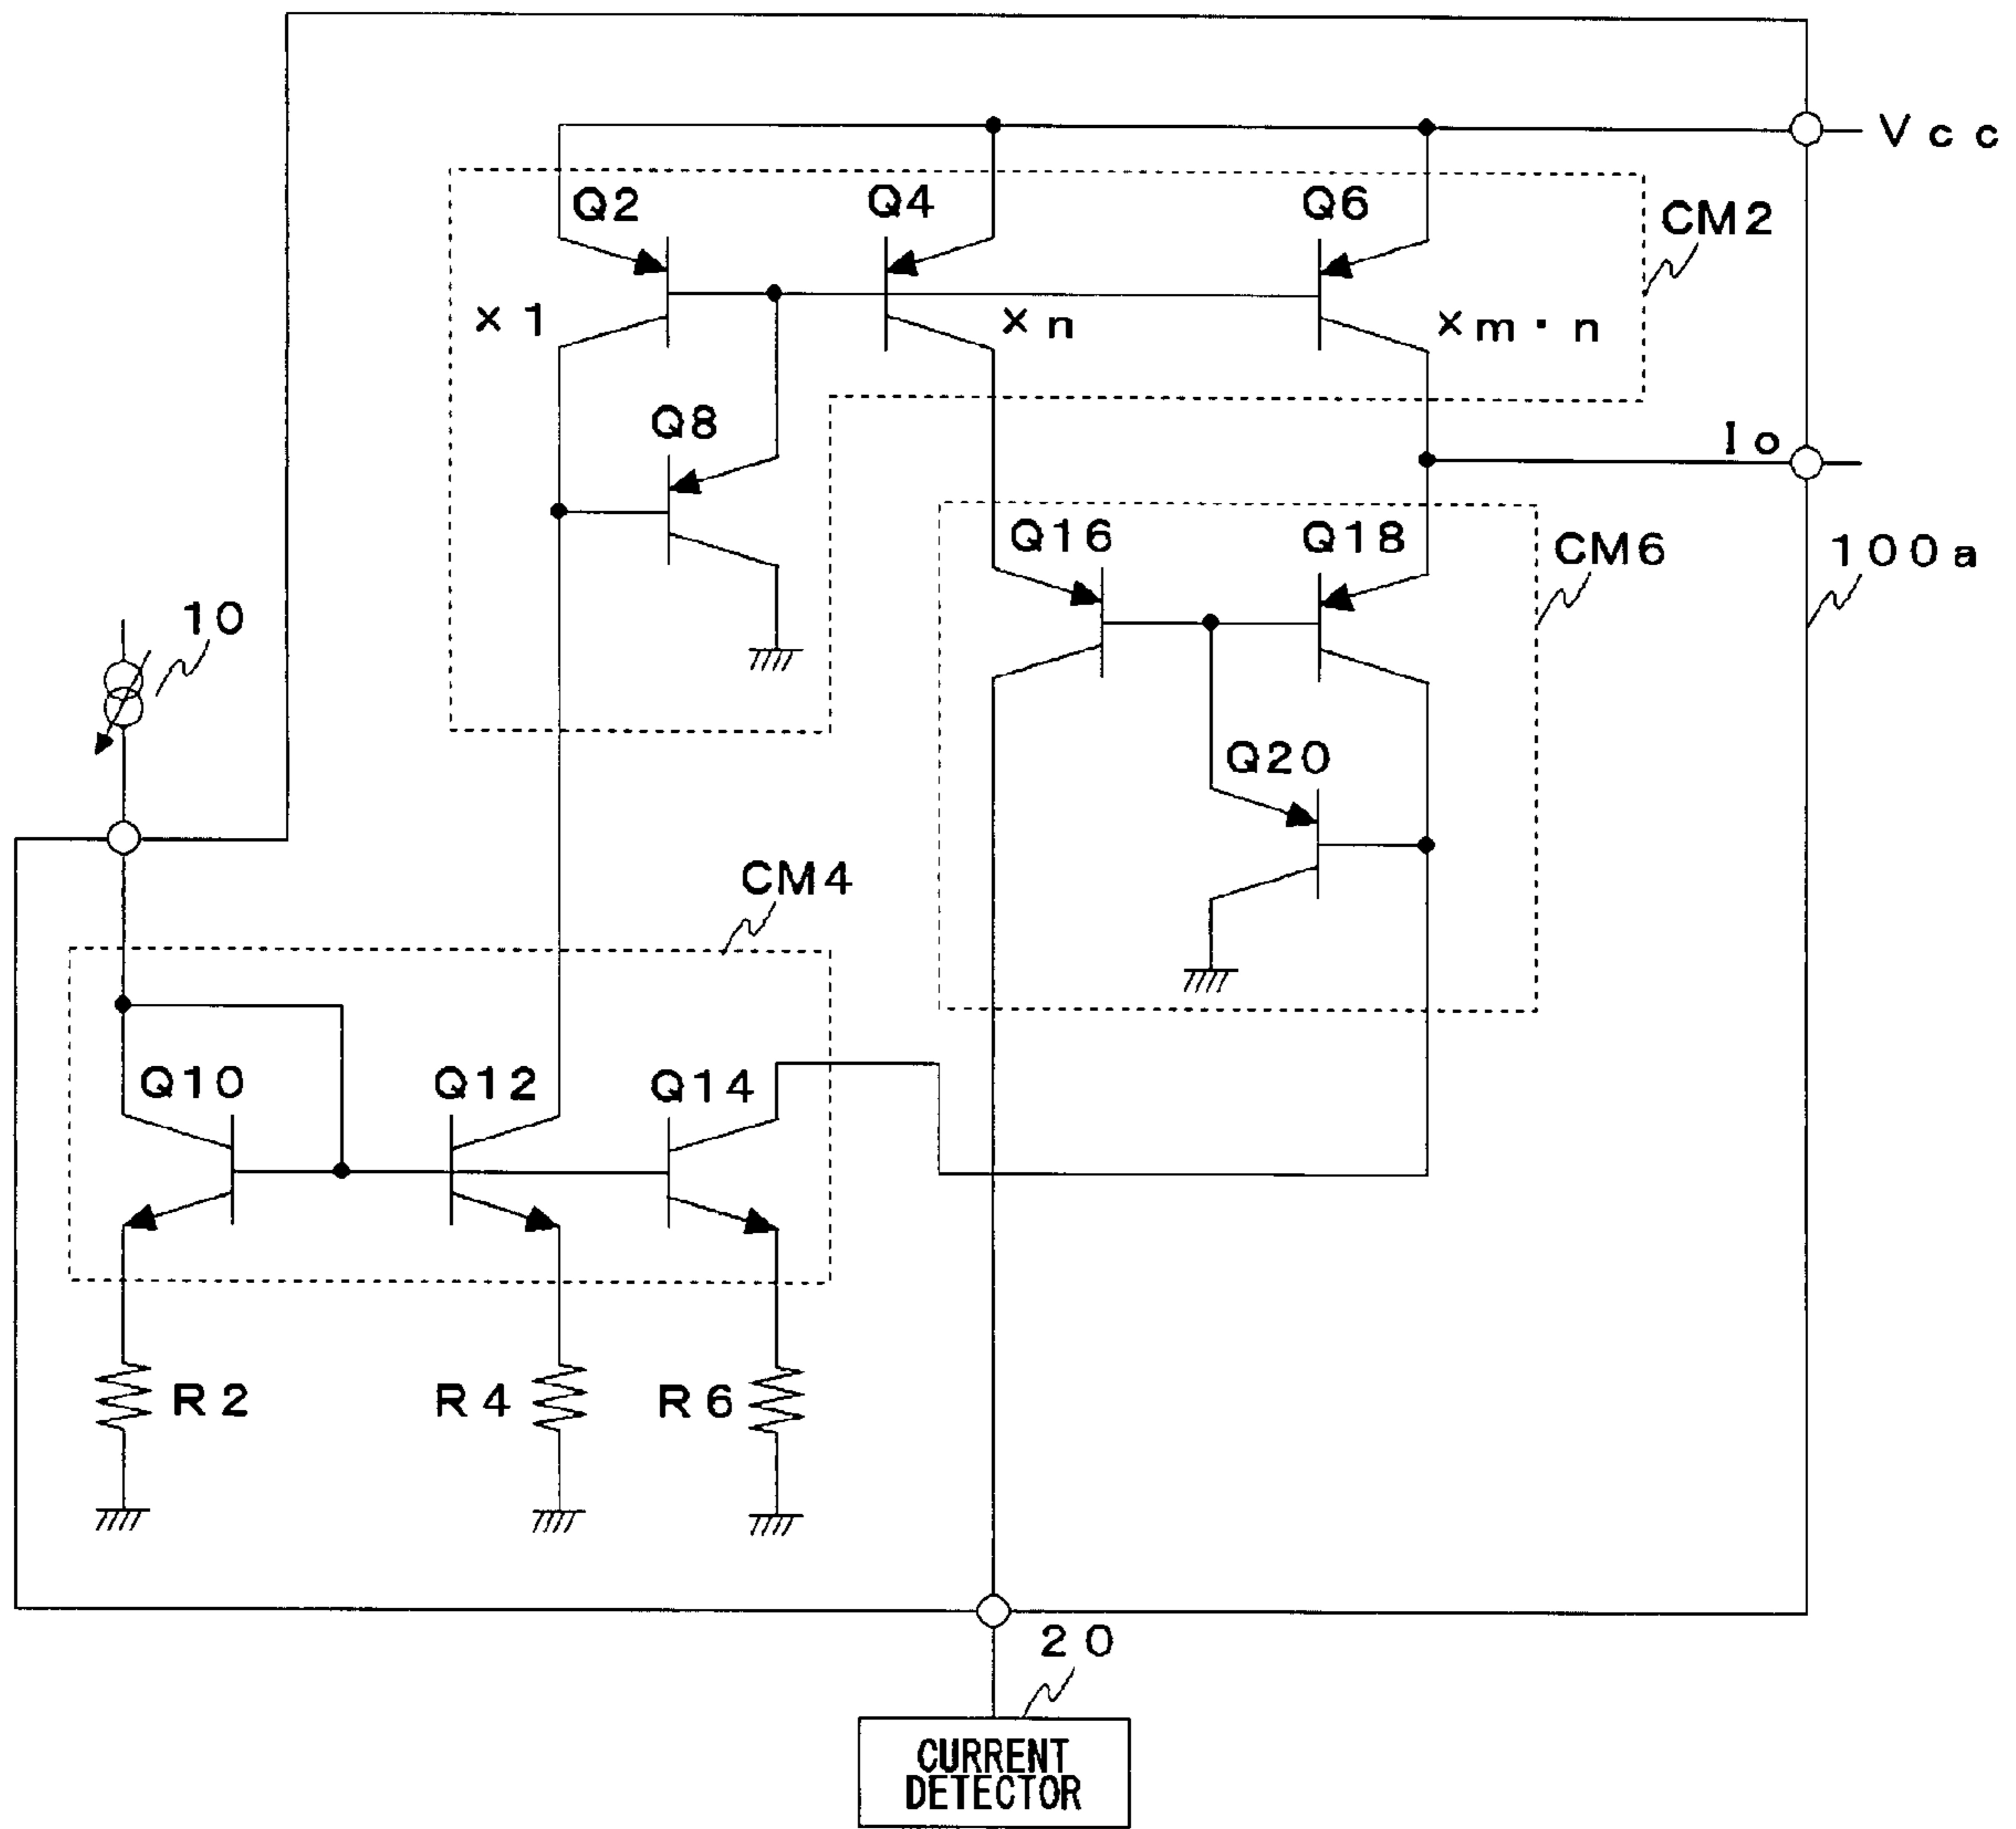 Vcc
Q2
Q4
Q6
CM2
×1
×n
×m・n
Q8
Io
Q16
Q18
CM6
100a
10
Q20
CM4
Q10
Q12
Q14
R2
R4
R6
20
CURRENT
DETECTOR